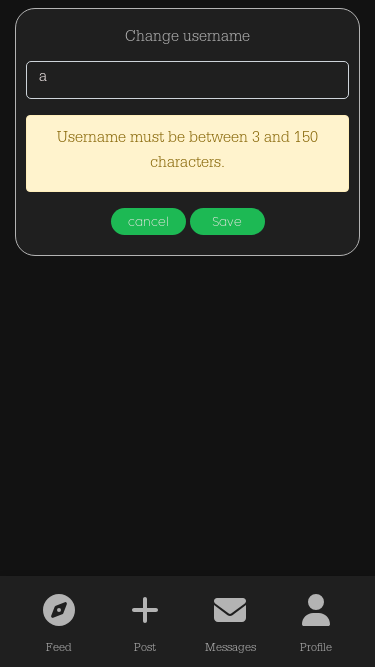 Change username
a
Username must be between 3 and 150
characters.
cancel Save
Feed Post Messages Profile